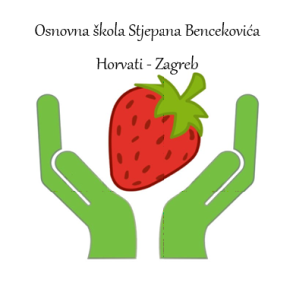 Osnovna škola Stjepana Bencekovića
Horvati - Zagreb